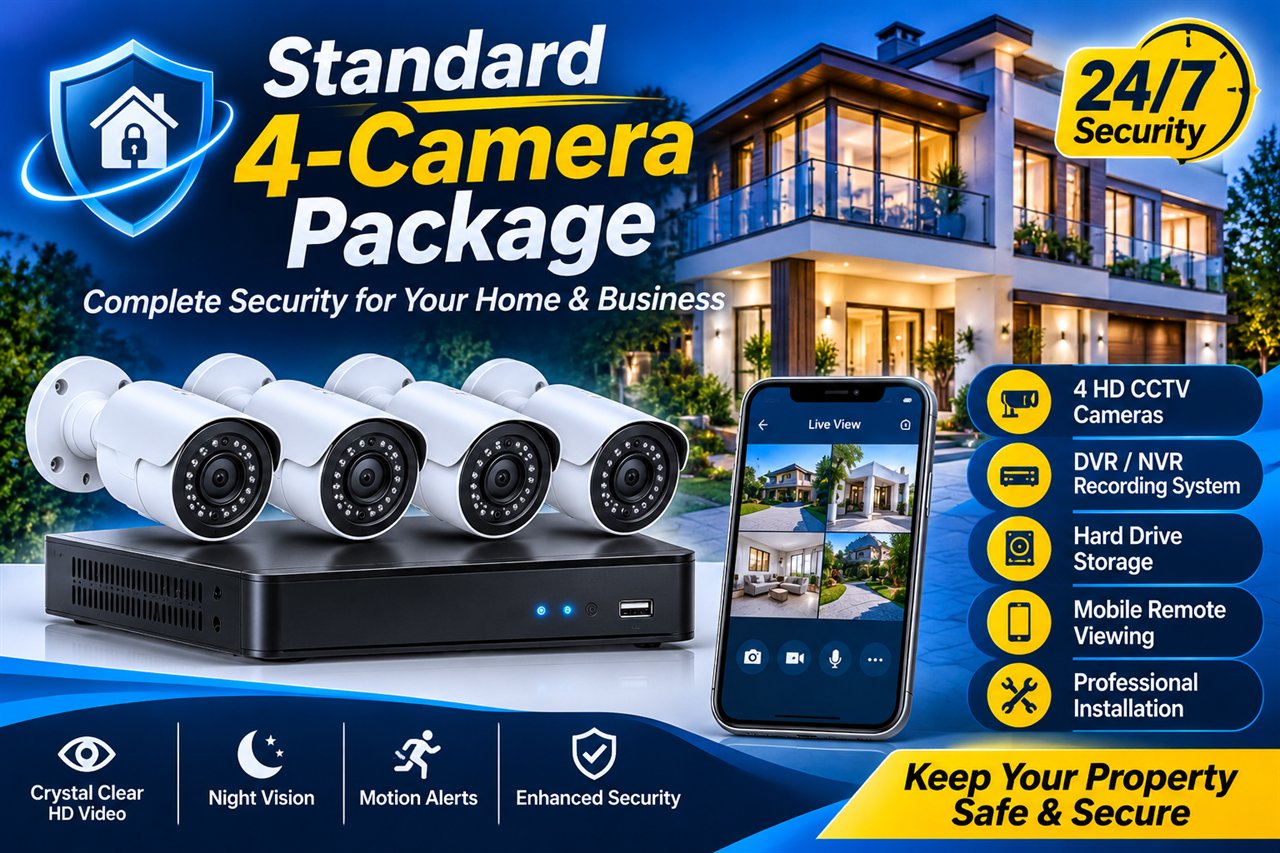 Standard
4-Camera
Package
Complete Security for Your Home & Business
24/7
Security
Live View
4 HD CCTV
Cameras
DVR / NVR
Recording System
Hard Drive
Storage
Mobile Remote
Viewing
Professional
Installation
Crystal Clear
HD Video
Night Vision
Motion Alerts
Enhanced Security
Keep Your Property
Safe & Secure